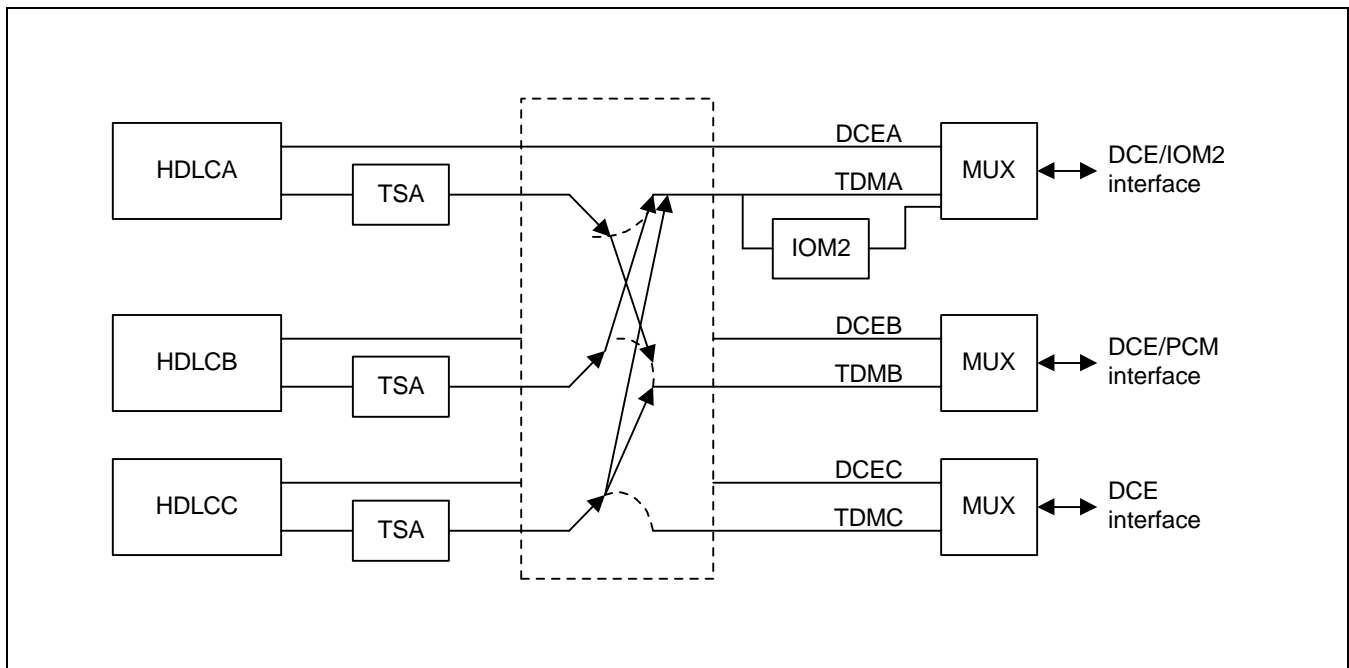 HDLCA
TSA
DCEA
TDMA
IOM2
MUX
DCE/IOM2
interface
HDLCB
TSA
DCEB
TDMB
MUX
DCE/PCM
interface
HDLCC
TSA
DCEC
TDMC
MUX
DCE
interface